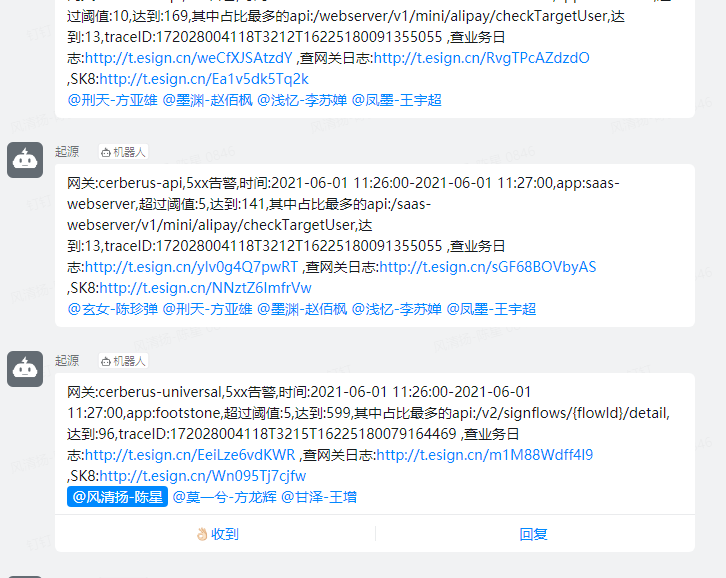 过阈值:10,达到:169,其中占比最多的api:/webserver/v1/mini/alipay/checkTargetUser,达
到:13,traceID:172028004118T3212T16225180091355055 ,查业务日
志:http://t.esign.cn/weCfXJSAtzdY ,查网关日志:http://t.esign.cn/RvgTPcAZdzdO
,SK8:http://t.esign.cn/Ea1v5dk5Tq2k
@刑天-方亚雄 @墨渊-赵佰枫 @浅忆-李苏婵 @凤墨-王宇超
起源 机器人
网关:cerberus-api,5xx告警,时间:2021-06-01 11:26:00-2021-06-01 11:27:00,app:saas-
webserver,超过阈值:5,达到:141,其中占比最多的api:/saas-
webserver/v1/mini/alipay/checkTargetUser,达
到:13,traceID:172028004118T3212T16225180091355055 ,查业务日
志:http://t.esign.cn/ylv0g4Q7pwRT ,查网关日志:http://t.esign.cn/sGF68BOVbyAS
,SK8:http://t.esign.cn/NNztZ6ImfrVw
@玄女-陈珍弹 @刑天-方亚雄 @墨渊-赵佰枫 @浅忆-李苏婵 @凤墨-王宇超
起源 机器人
网关:cerberus-universal,5xx告警,时间:2021-06-01 11:26:00-2021-06-01
11:27:00,app:footstone,超过阈值:5,达到:599,其中占比最多的api:/v2/signflows/{flowId}/detail,
达到:96,traceID:172028004118T3215T16225180079164469 ,查业务日
志:http://t.esign.cn/EeiLze6vdKWR ,查网关日志:http://t.esign.cn/m1M88Wdff4I9
,SK8:http://t.esign.cn/Wn095Tj7cjfw
@风清扬-陈星 @莫一兮-方龙辉 @甘泽-王增
👌收到 回复